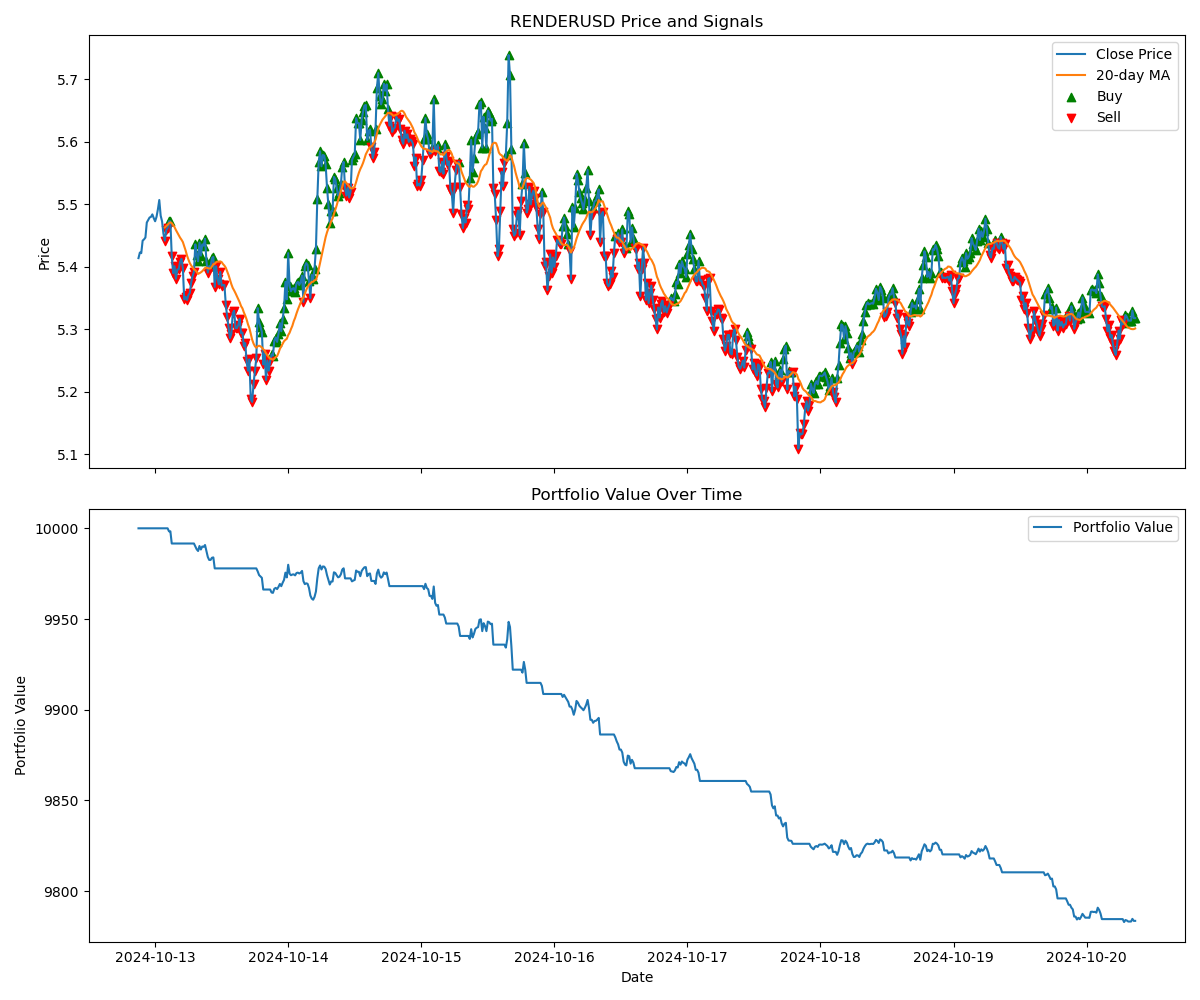 RENDERUSD Price and Signals
Price
5.7
5.6
5.5
5.4
5.3
5.2
5.1
Close Price
20-day MA
Buy
Sell
Portfolio Value Over Time
Portfolio Value
10000
9950
9900
9850
9800
Portfolio Value
2024-10-13
2024-10-14
2024-10-15
2024-10-16
2024-10-17
2024-10-18
2024-10-19
2024-10-20
Date